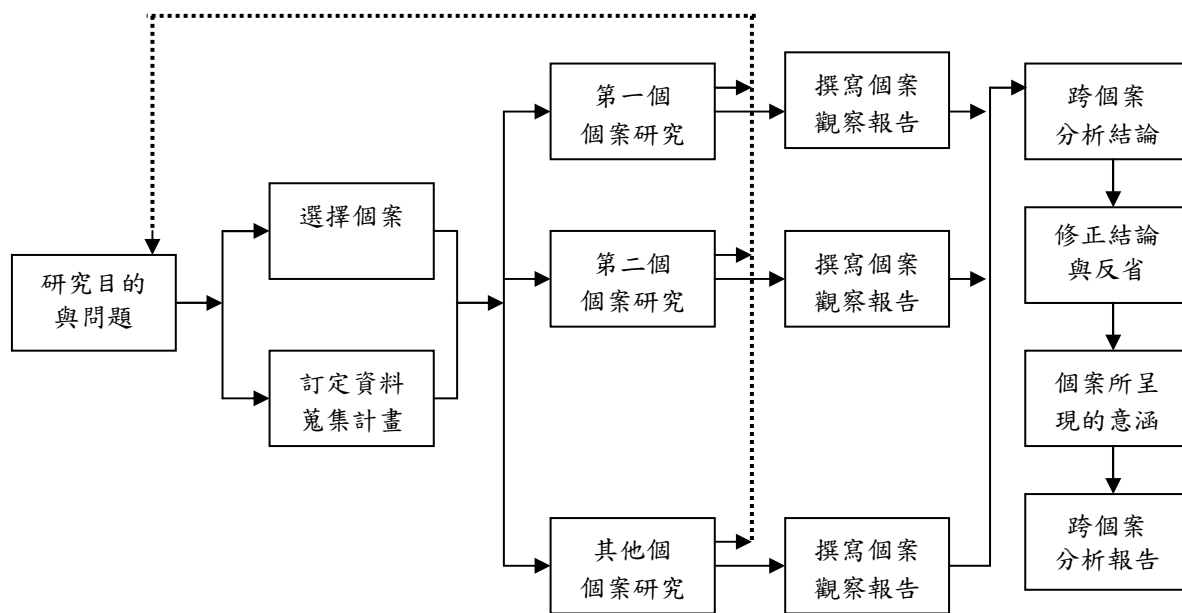 研究目的
與問題
選擇個案
訂定資料
蒐集計畫
第一個
個案研究
第二個
個案研究
其他個
個案研究
撰寫個案
觀察報告
撰寫個案
觀察報告
撰寫個案
觀察報告
跨個案
分析結論
修正結論
與反省
個案所呈
現的意涵
跨個案
分析報告